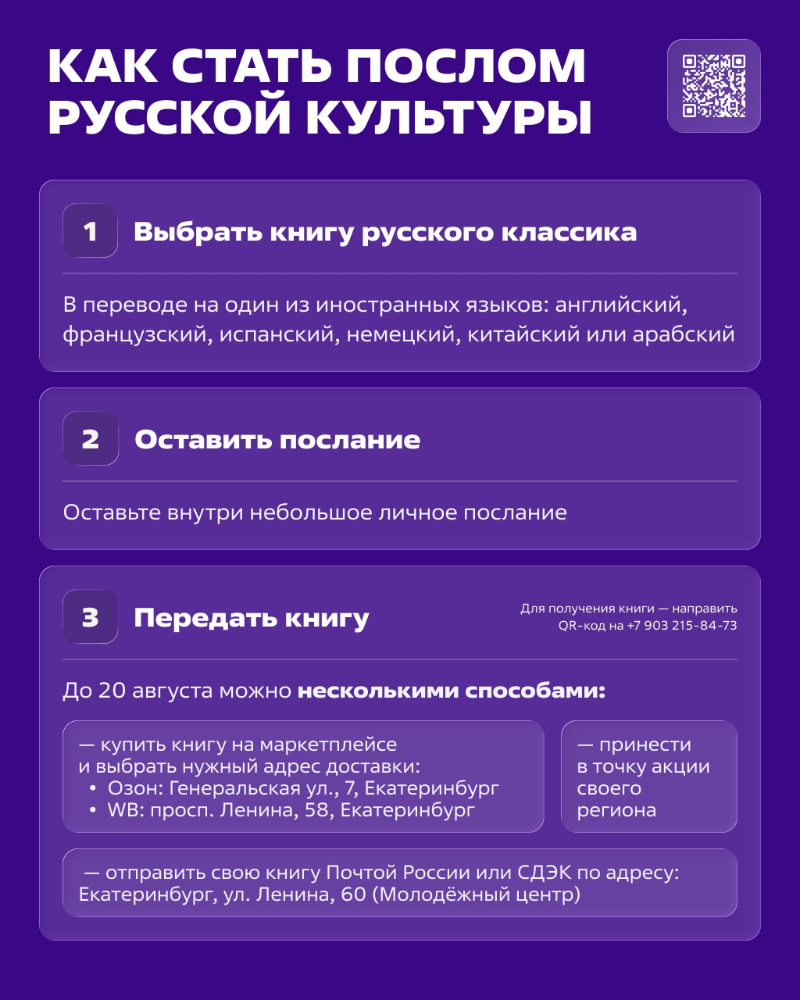 КАК СТАТЬ ПОСЛОМ
РУССКОЙ КУЛЬТУРЫ
1
Выбрать книгу русского классика
В переводе на один из иностранных языков: английский,
французский, испанский, немецкий, китайский или арабский
2
Оставить послание
Оставьте внутри небольшое личное послание
3
Передать книгу
Для получения книги — направить
QR-код на +7 903 215-84-73
До 20 августа можно несколькими способами:
— купить книгу на маркетплейсе
и выбрать нужный адрес доставки:
• Озон: Генеральская ул., 7, Екатеринбург
• WB: просп. Ленина, 58, Екатеринбург
— принести
в точку акции
своего
региона
— отправить свою книгу Почтой России или СДЭК по адресу:
Екатеринбург, ул. Ленина, 60 (Молодёжный центр)